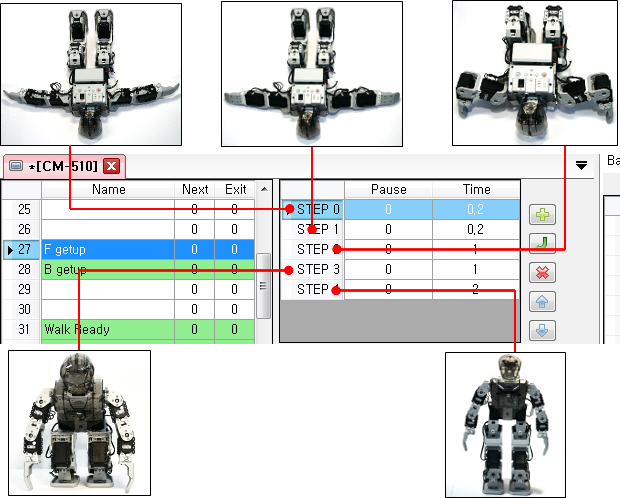 *[CM-510] Ba
Name Next Exit Pause Time
25 0 0 STEP 0 0 0,2
26 0 0 STEP 1 0 0,2
27 F getup 0 0 STEP 0 1
28 B getup 0 0 STEP 3 0 1
29 0 0 STEP 0 2
30 0 0
31 Walk Ready 0 0